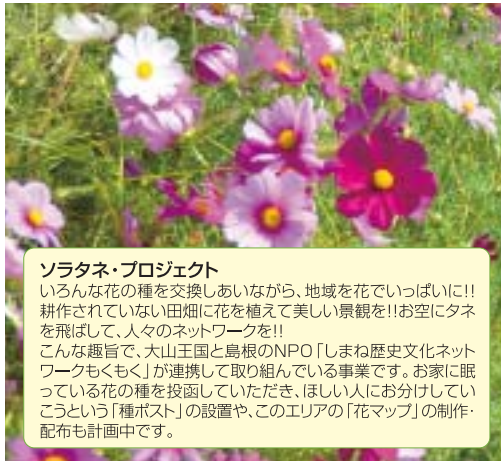 ソラタネ・プロジェクト
いろんな花の種を交換しあいながら、地域を花でいっぱいに!!
耕作されていない田畑に花を植えて美しい景観を!!お空にタネ
を飛ばして、人々のネットワークを!!
こんな趣旨で、大山王国と島根のNPO「しまね歴史文化ネット
ワークもくもく」が連携して取り組んでいる事業です。お家に眠
っている花の種を投函していただき、ほしい人にお分けしてい
こうという「種ポスト」の設置や、このエリアの「花マップ」の制作・
配布も計画中です。